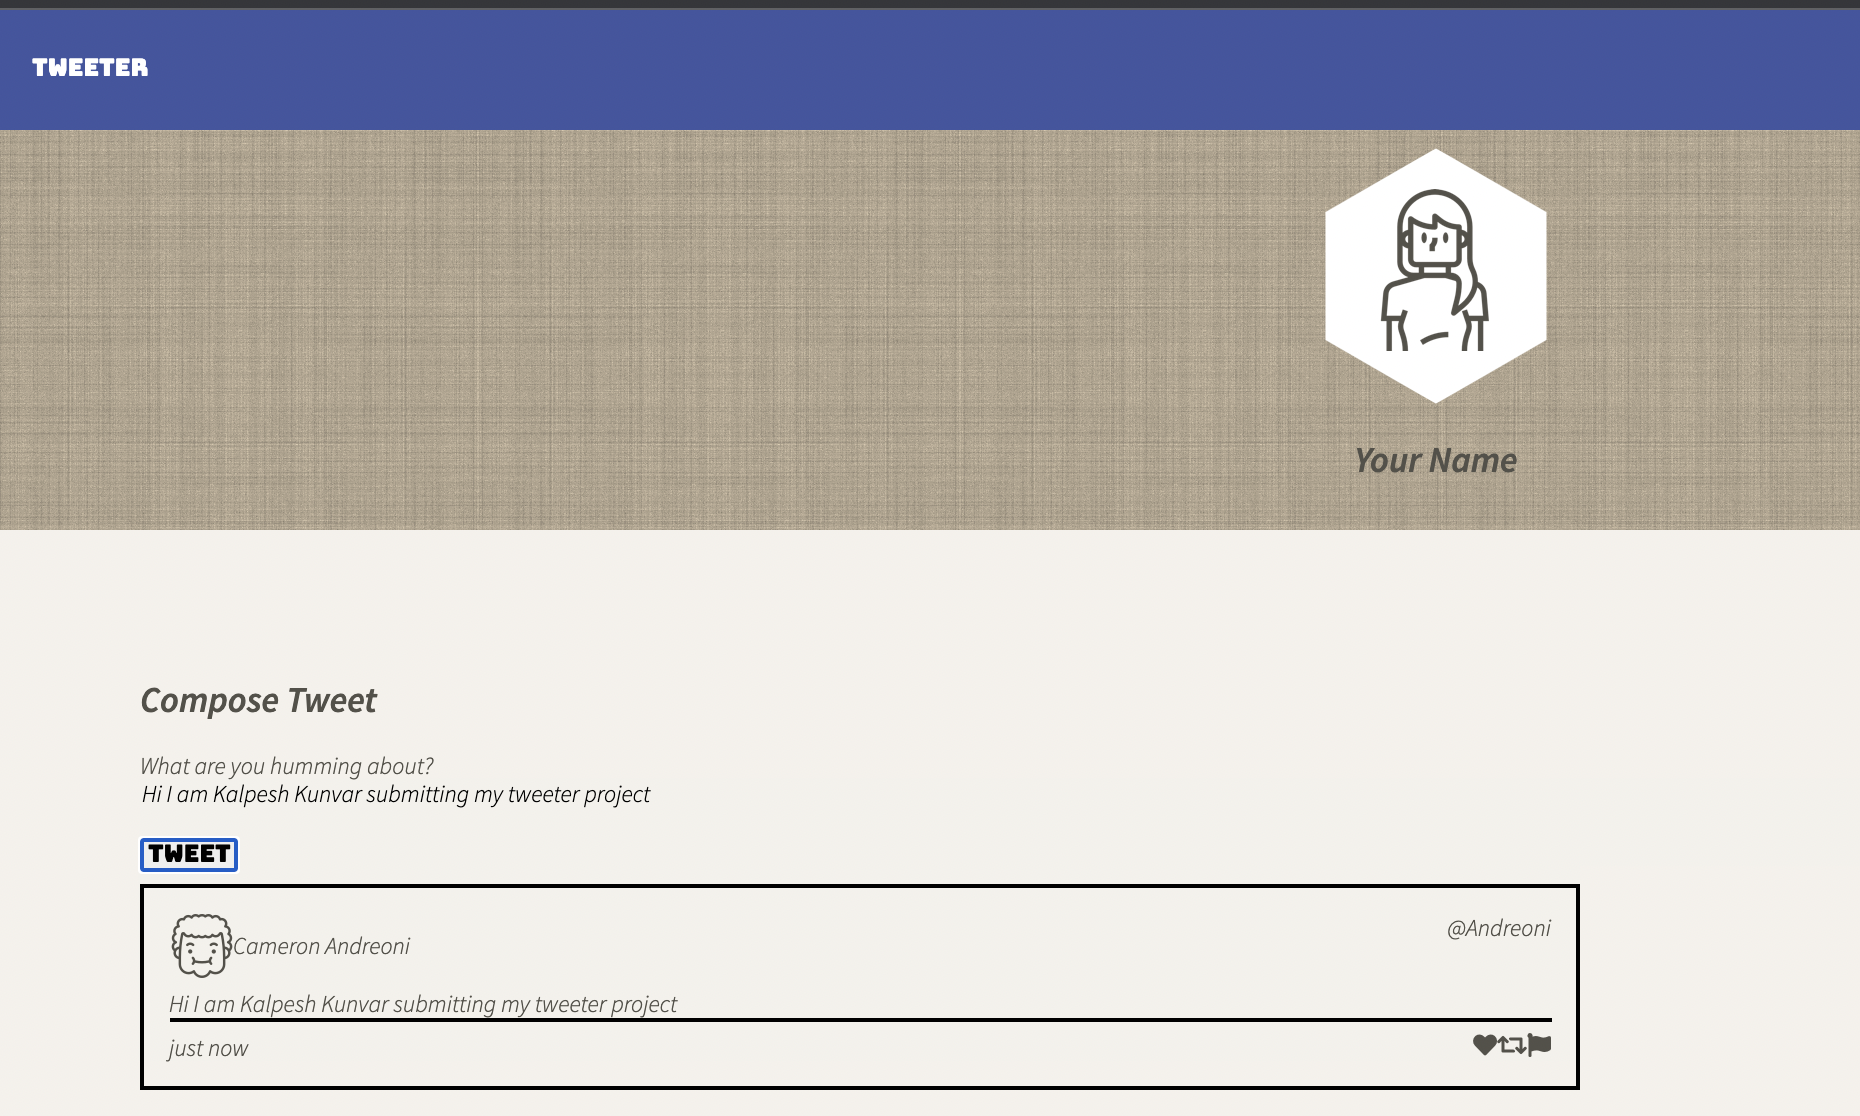 TWEETER
Your Name
Compose Tweet
What are you humming about?
Hi I am Kalpesh Kunvar submitting my tweeter project
TWEET
Cameron Andreoni
@Andreoni
Hi I am Kalpesh Kunvar submitting my tweeter project
just now